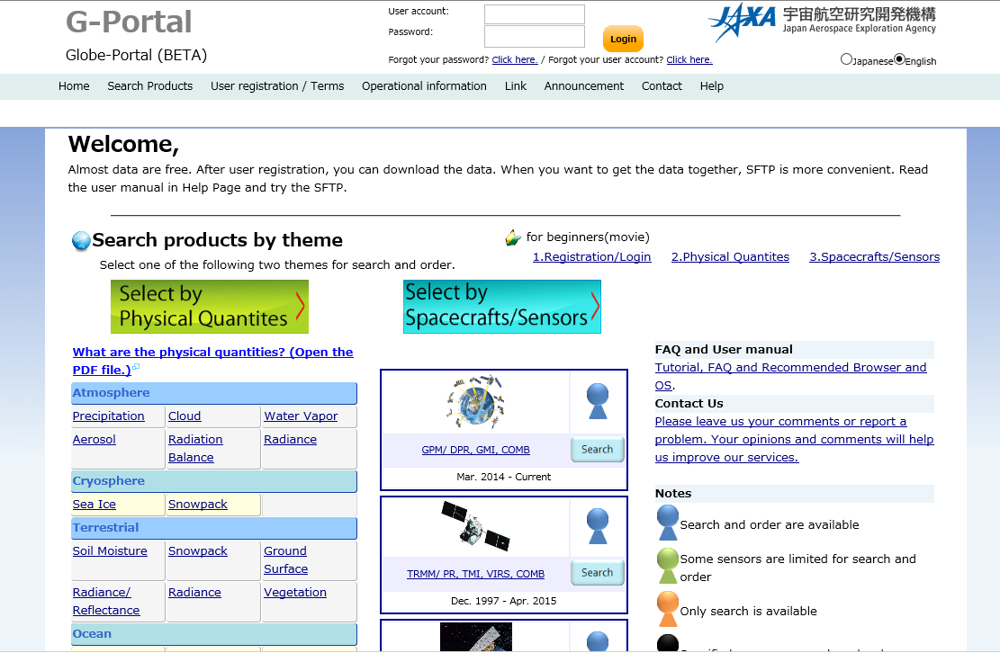 G-Portal
Globe-Portal (BETA)
User account:
Password:
Login
Forgot your password? Click here. / Forgot your user account? Click here.
JAXA 宇宙航空研究開発機構
Japan Aerospace Exploration Agency
Japanese English
Home Search Products User registration / Terms Operational information Link Announcement Contact Help
Welcome,
Almost data are free. After user registration, you can download the data. When you want to get the data together, SFTP is more convenient. Read
the user manual in Help Page and try the SFTP.
Search products by theme
Select one of the following two themes for search and order.
for beginners(movie)
1.Registration/Login 2.Physical Quantites 3.Spacecrafts/Sensors
Select by
Physical Quantites
Select by
Spacecrafts/Sensors
What are the physical quantities? (Open the
PDF file.)
Atmosphere
Precipitation Cloud Water Vapor
Aerosol Radiation Radiance
Balance
Cryosphere
Sea Ice Snowpack
Terrestrial
Soil Moisture Snowpack Ground
Surface
Radiance/ Radiance Vegetation
Reflectance
Ocean
GPM/ DPR, GMI, COMB Search
Mar. 2014 - Current
TRMM/ PR, TMI, VIRS, COMB Search
Dec. 1997 - Apr. 2015
FAQ and User manual
Tutorial, FAQ and Recommended Browser and
OS.
Contact Us
Please leave us your comments or report a
problem. Your opinions and comments will help
us improve our services.
Notes
Search and order are available
Some sensors are limited for search and
order
Only search is available